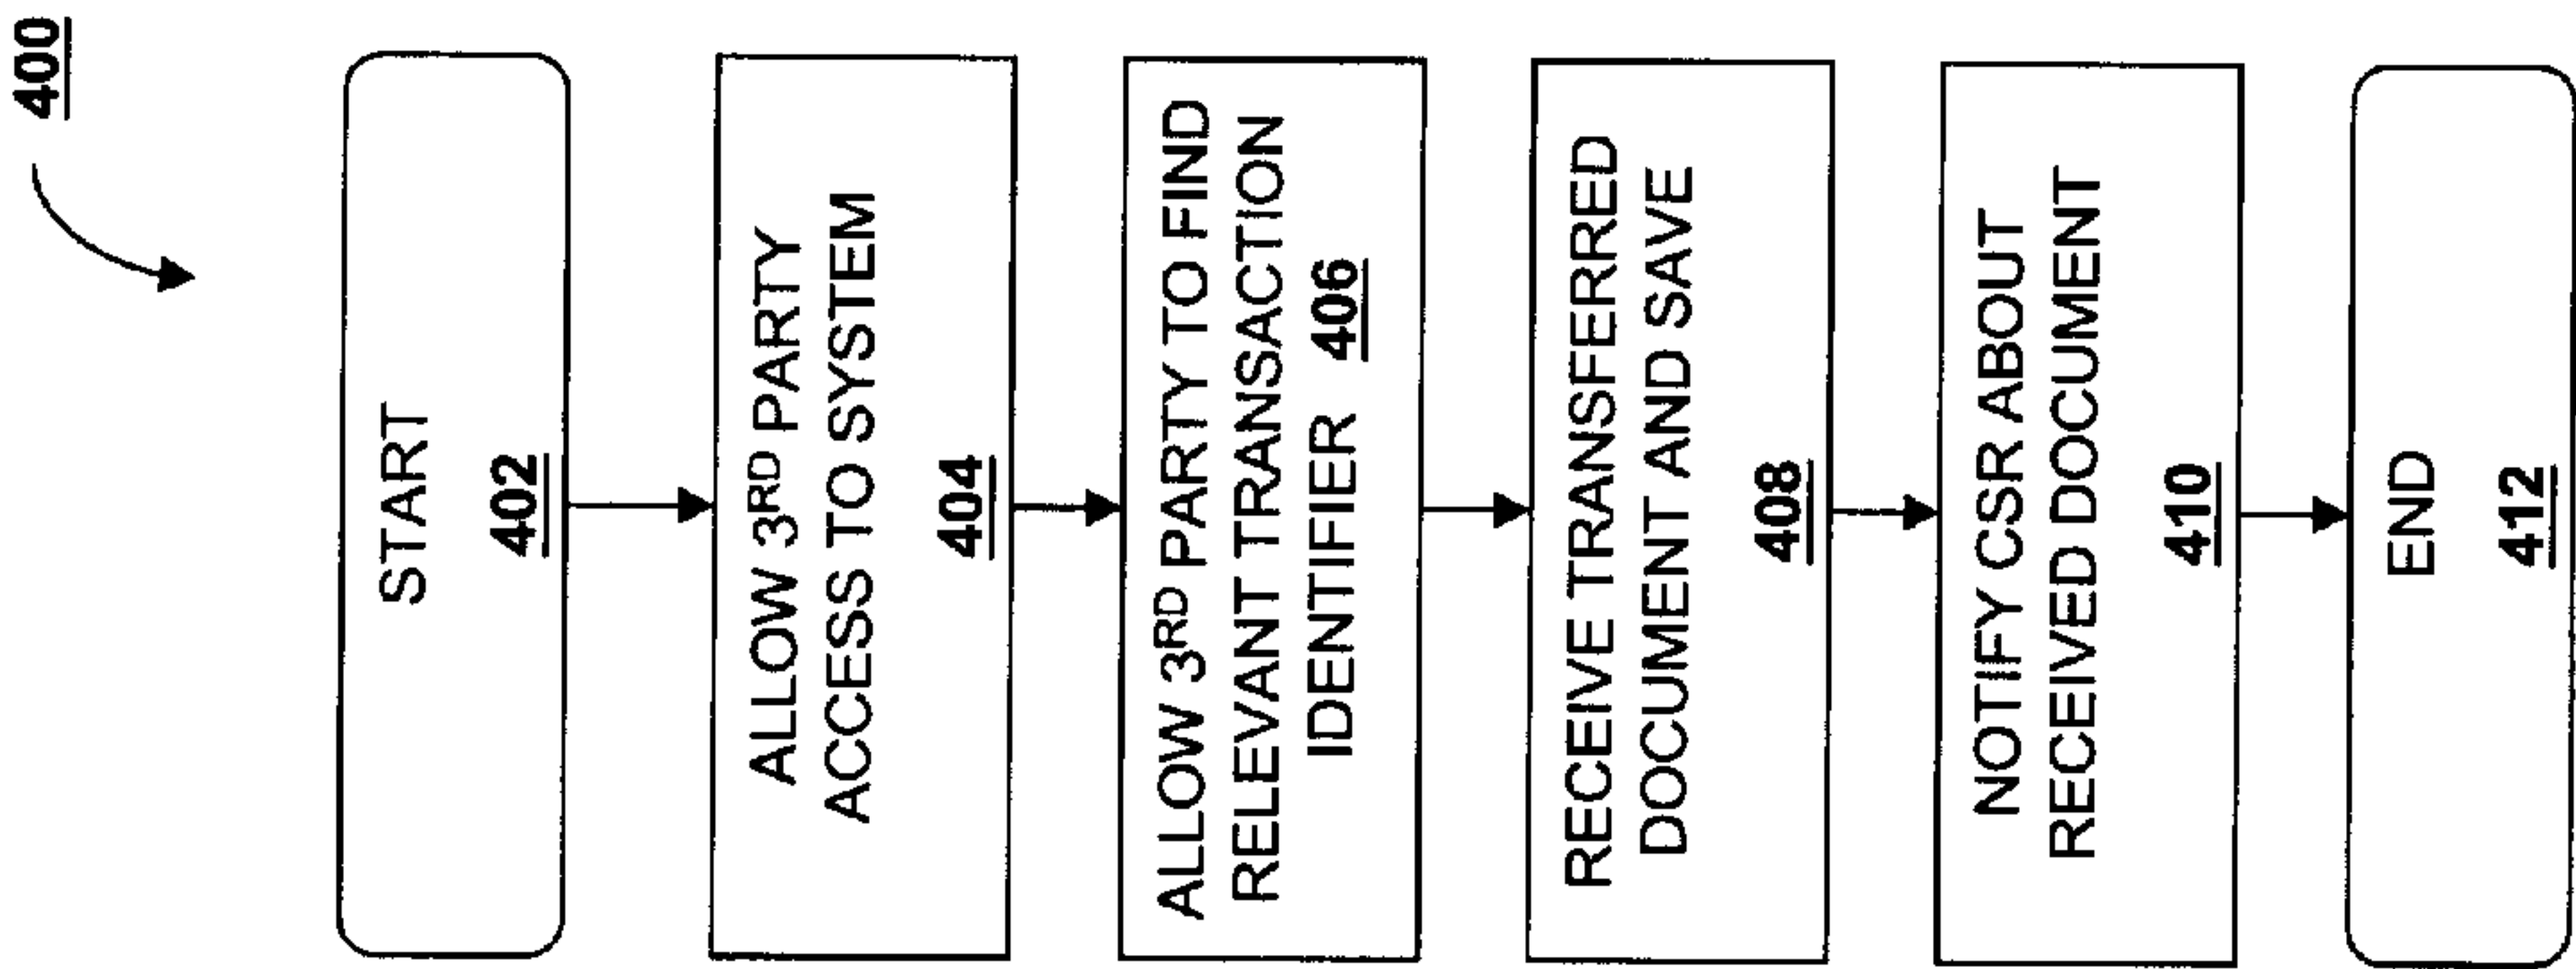 400
START
402
ALLOW 3RD PARTY
ACCESS TO SYSTEM
404
ALLOW 3RD PARTY TO FIND
RELEVANT TRANSACTION
IDENTIFIER 406
RECEIVE TRANSFERRED
DOCUMENT AND SAVE
408
NOTIFY CSR ABOUT
RECEIVED DOCUMENT
410
END
412